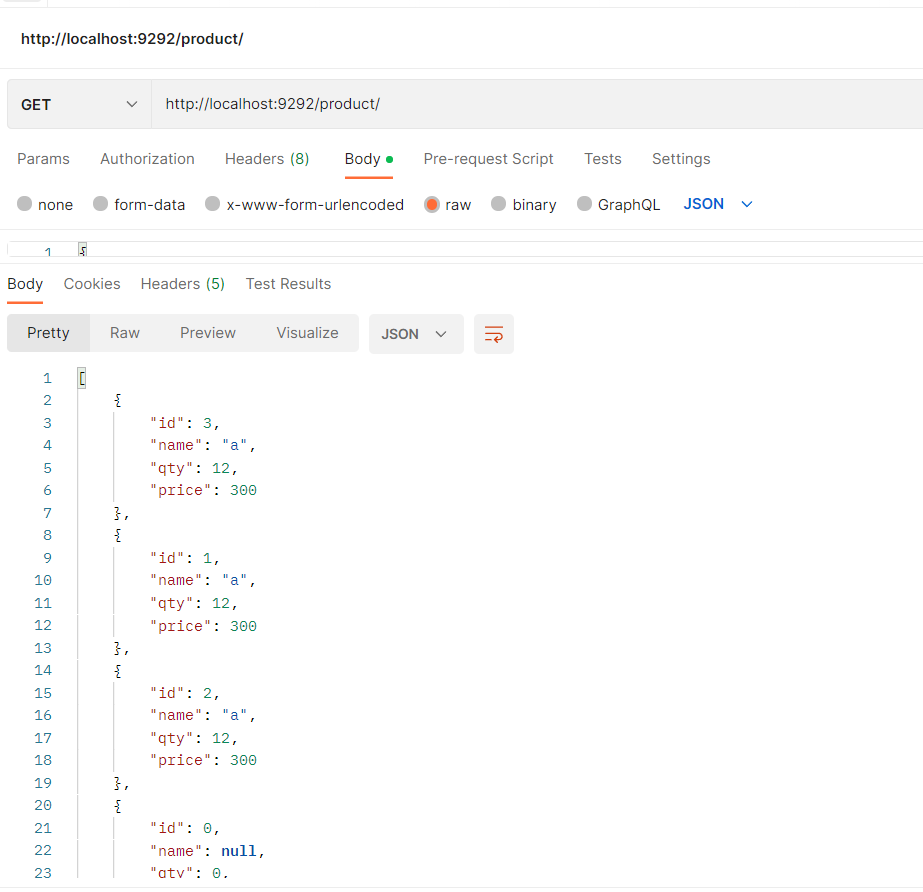 http://localhost:9292/product/
GET http://localhost:9292/product/
Params Authorization Headers (8) Body Pre-request Script Tests Settings
none form-data x-www-form-urlencoded raw binary GraphQL JSON
1 {
Body Cookies Headers (5) Test Results
Pretty Raw Preview Visualize JSON
1 [
2 {
3 "id": 3,
4 "name": "a",
5 "qty": 12,
6 "price": 300
7 },
8 {
9 "id": 1,
10 "name": "a",
11 "qty": 12,
12 "price": 300
13 },
14 {
15 "id": 2,
16 "name": "a",
17 "qty": 12,
18 "price": 300
19 },
20 {
21 "id": 0,
22 "name": null,
23 "qty": 0,